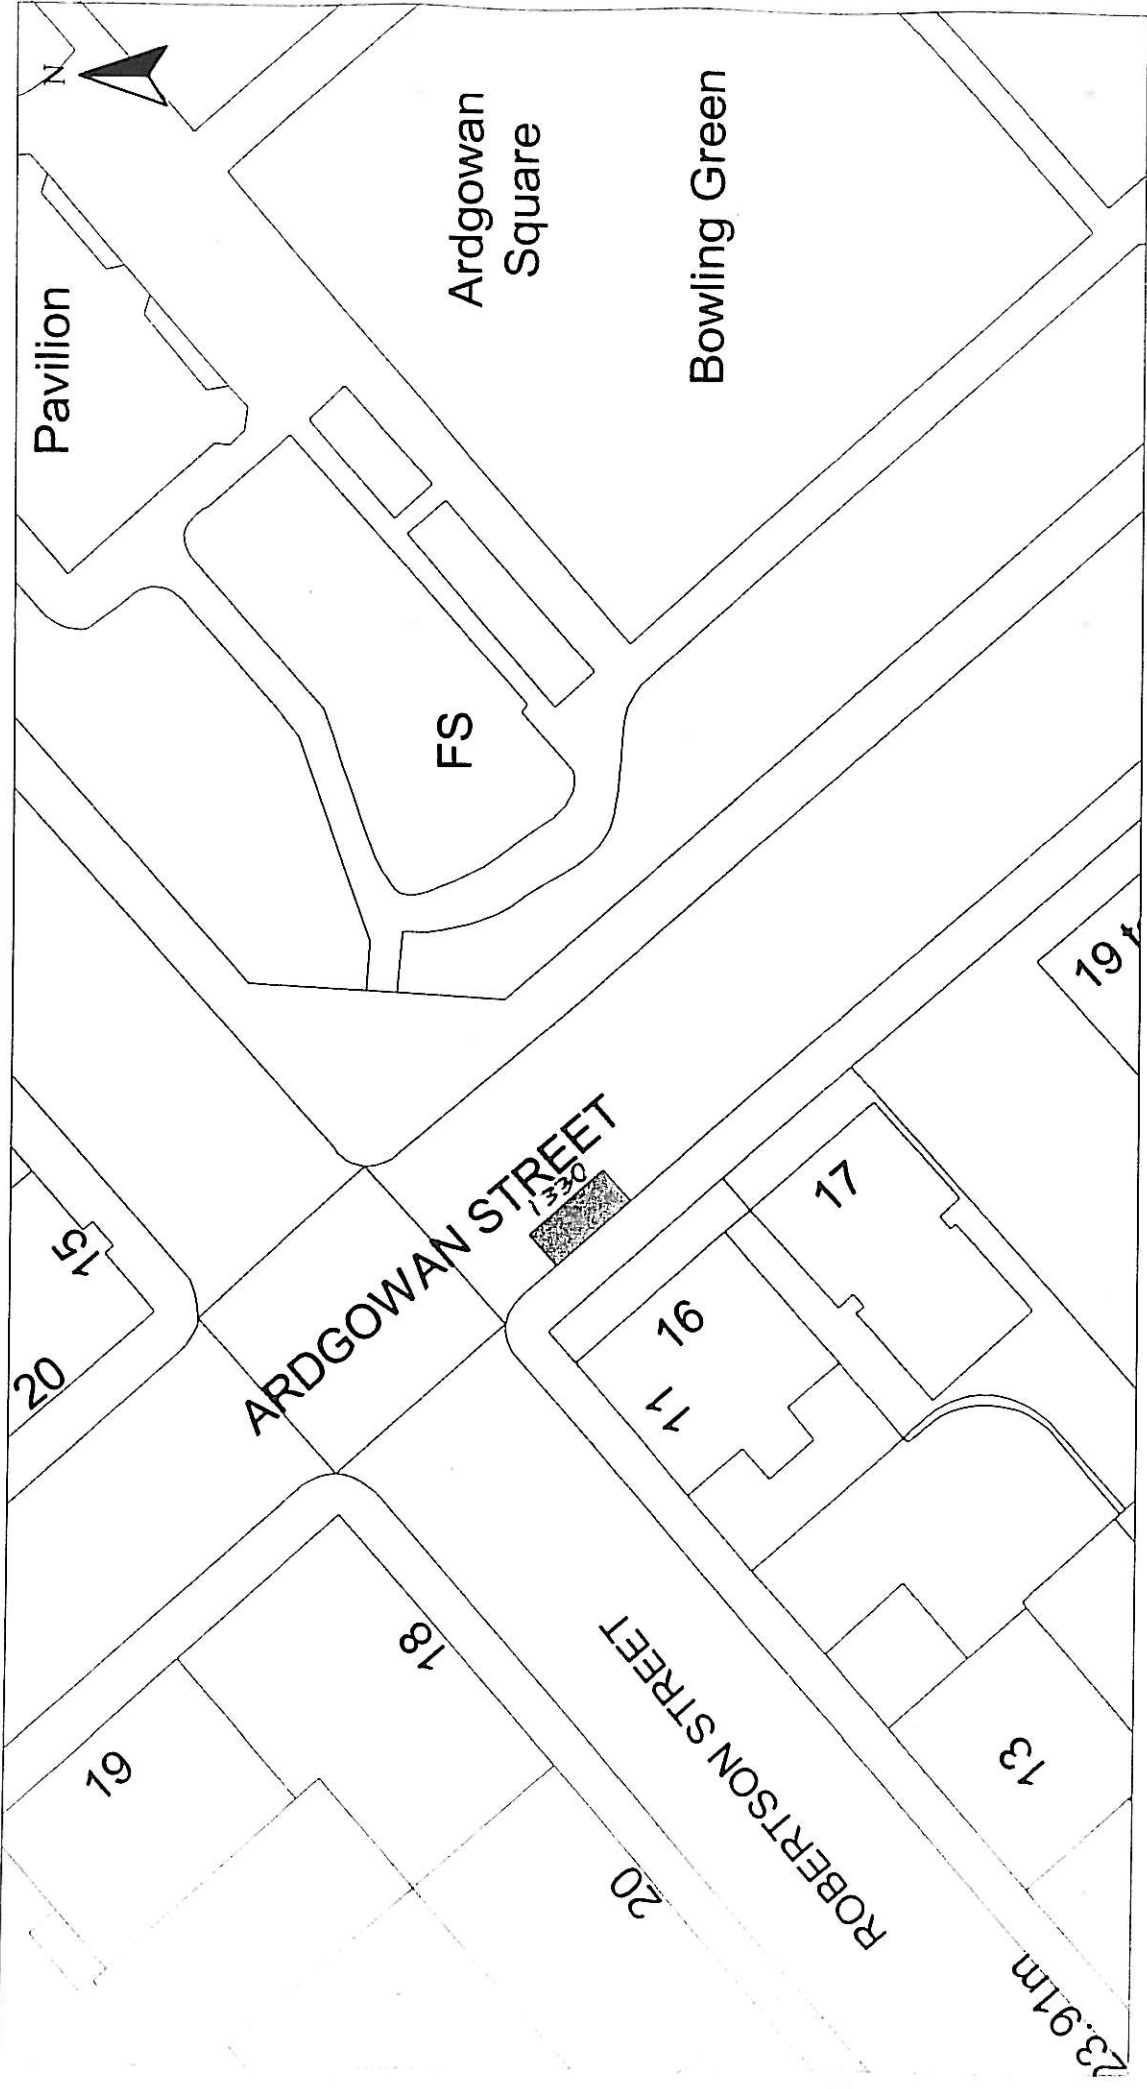 N
Pavilion
Ardgowan
Square
Bowling Green
FS
15
20
ARDGOWAN STREET
1330
16
11
17
19 t
19
18
20
ROBERTSON STREET
13
23.91m